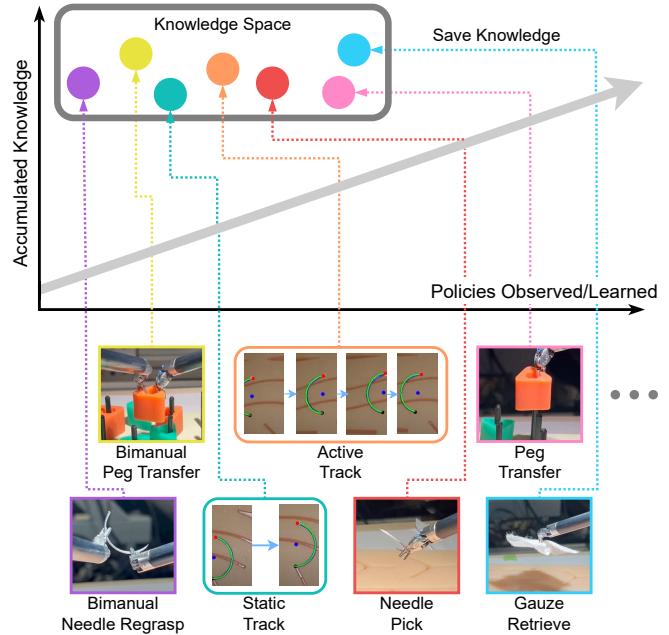 Knowledge Space
Save Knowledge
Accumulated Knowledge
Policies Observed/Learned
Bimanual
Peg Transfer
Active
Track
Peg
Transfer
Bimanual
Needle Regrasp
Static
Track
Needle
Pick
Gauze
Retrieve